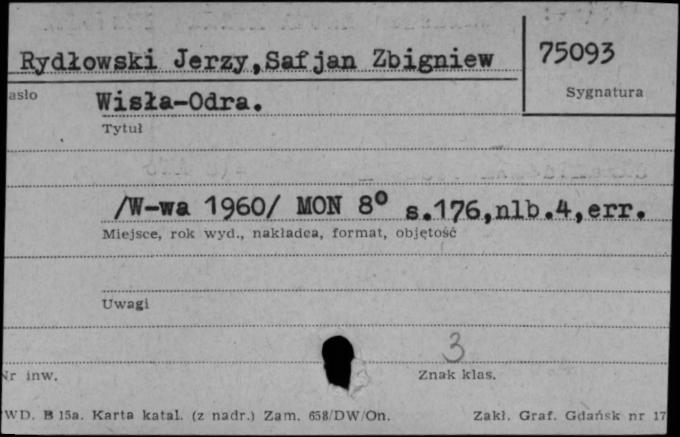 Rydłowski Jerzy,Safjan Zbigniew
75093
Sygnatura
asło
Wisła-Odra.
Tytuł
/W-wa 1960/ MON 8° s.176,nlb.4,err.
Miejsce, rok wyd., nakładca, format, objętość
Uwagi
3
Nr inw.
Znak klas.
WD. B 15a. Karta katal. (z nadr.) Zam. 658/DW/On.
Zakł. Graf. Gdańsk nr 17